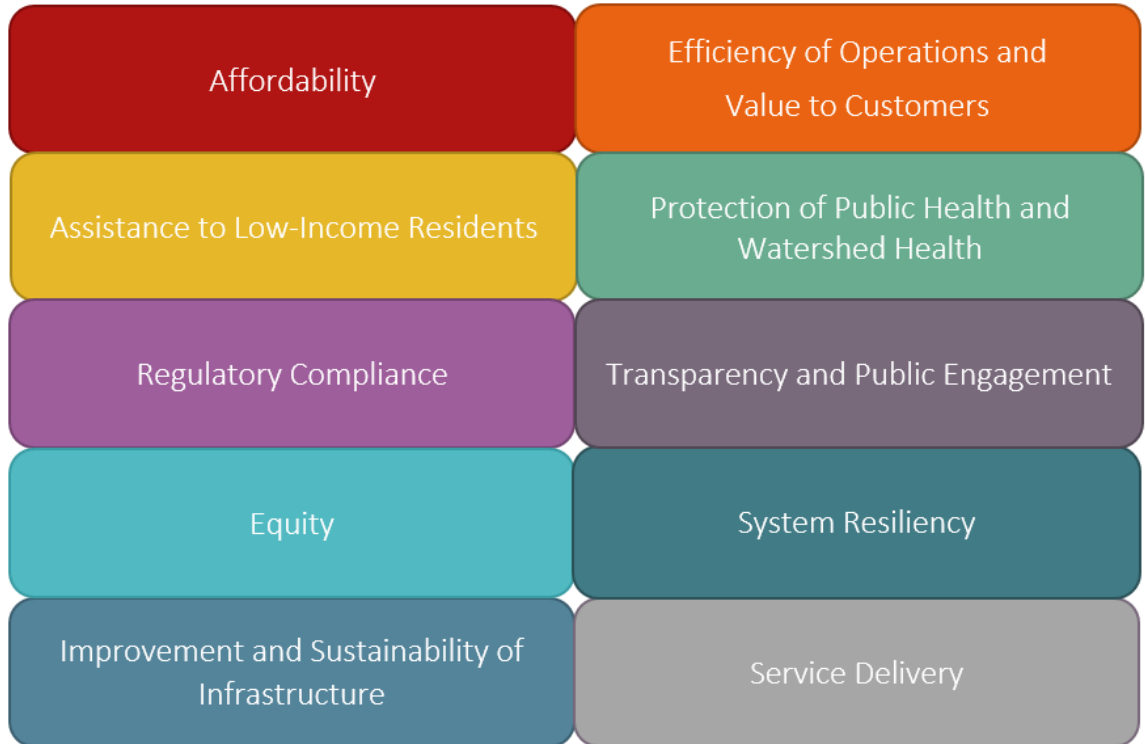 Affordability
Efficiency of Operations and
Value to Customers
Assistance to Low-Income Residents
Protection of Public Health and
Watershed Health
Regulatory Compliance
Transparency and Public Engagement
Equity
System Resiliency
Improvement and Sustainability of
Infrastructure
Service Delivery